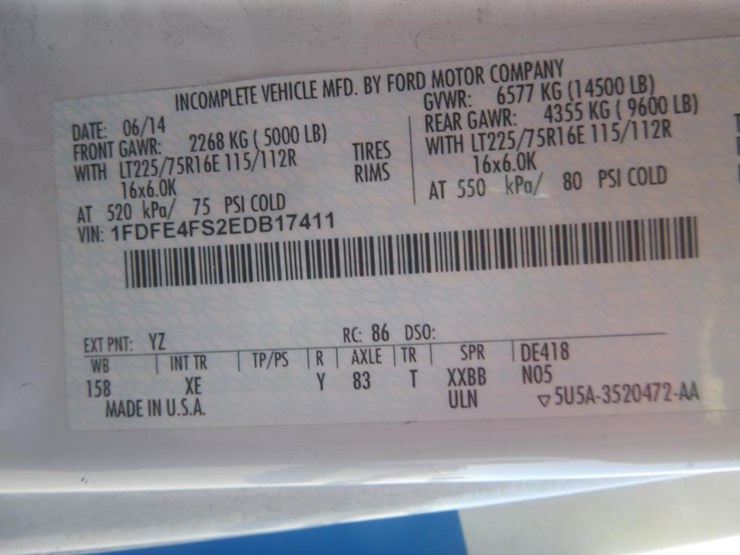 INCOMPLETE VEHICLE MFD. BY FORD MOTOR COMPANY
DATE: 06/14
GVWR: 6577 KG (14500 LB)
FRONT GAWR: 2268 KG ( 5000 LB)
REAR GAWR: 4355 KG ( 9600 LB)
WITH LT225/75R16E 115/112R TIRES WITH LT225/75R16E 115/112R
16x6.0K RIMS 16x6.0K
AT 520 kPa/ 75 PSI COLD AT 550 kPa/ 80 PSI COLD
VIN: 1FDFE4FS2EDB17411
EXT PNT: YZ RC: 86 DSO:
WB INT TR TP/PS R AXLE TR SPR DE418
158 XE Y 83 T XXBB N05
MADE IN U.S.A. ULN ▽5U5A-3520472-AA